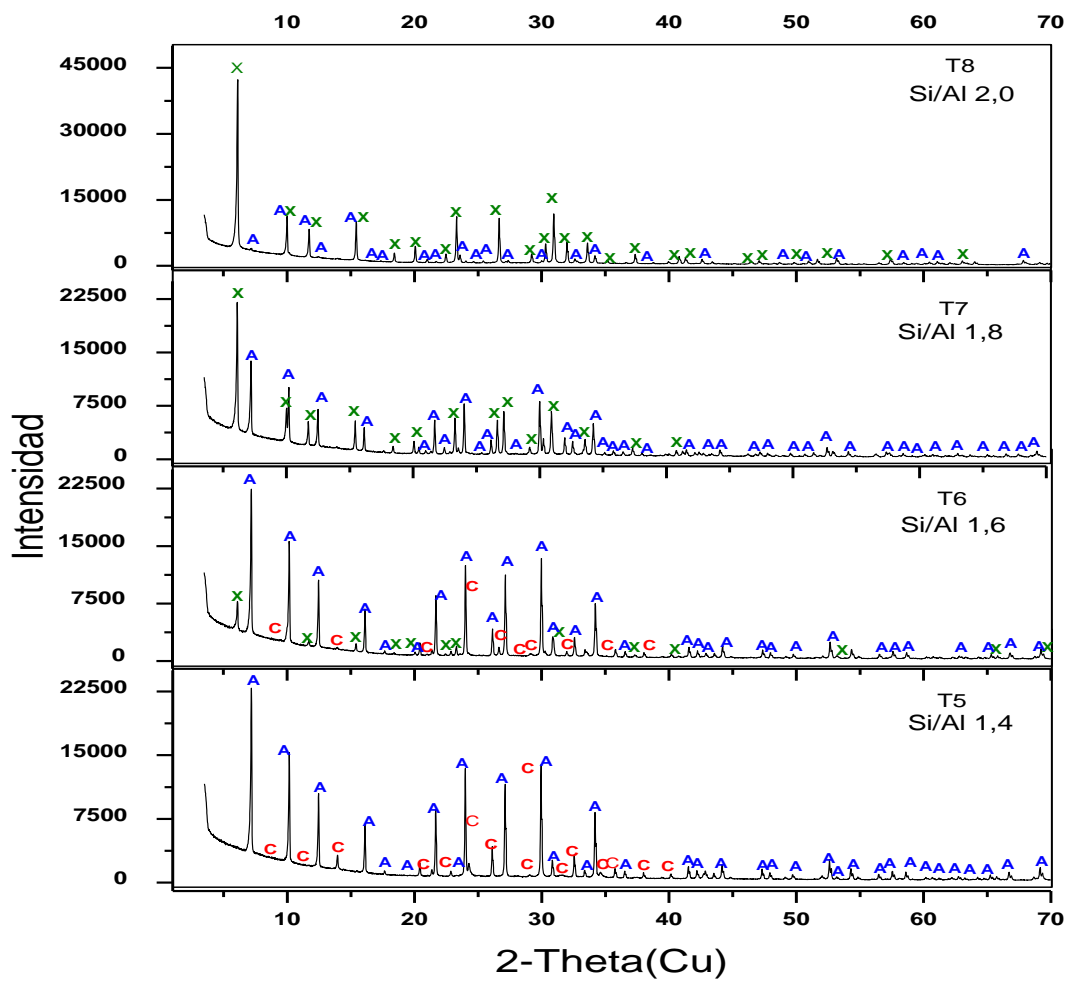 10 20 30 40 50 60 70
T8
Si/Al 2,0
45000
30000
15000
0
X
A
A X A X A A X A A X X X A A X A A X X A X A X A X X A X A X X A X A X A X A X A A A X A
T7
Si/Al 1,8
22500
15000
7500
0
X
A
X A X A X A X X A A A X A A A X X A X A X A A X A A A A X A X A A A A A A A A A A A A A A A A A A
T6
Si/Al 1,6
22500
15000
7500
0
X A
C A X A C X A A X X A C A X X A C A C A C C A A X C A A C A X C X A A A A A A A A X A A A A A X A A X
T5
Si/Al 1,4
22500
15000
7500
0
A C A C A C A A A C A C A A C C A A C C A A C C A A C C A C C A A A A A A A A A A A A A A A A A A
10 20 30 40 50 60 70
Intensidad
2-Theta(Cu)